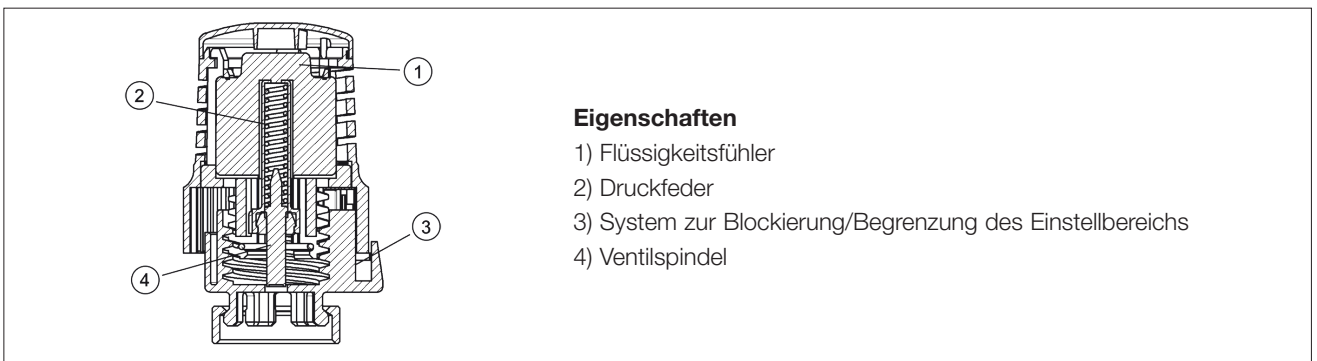 1
2
3
4
Eigenschaften
1) Flüssigkeitsfühler
2) Druckfeder
3) System zur Blockierung/Begrenzung des Einstellbereichs
4) Ventilspindel